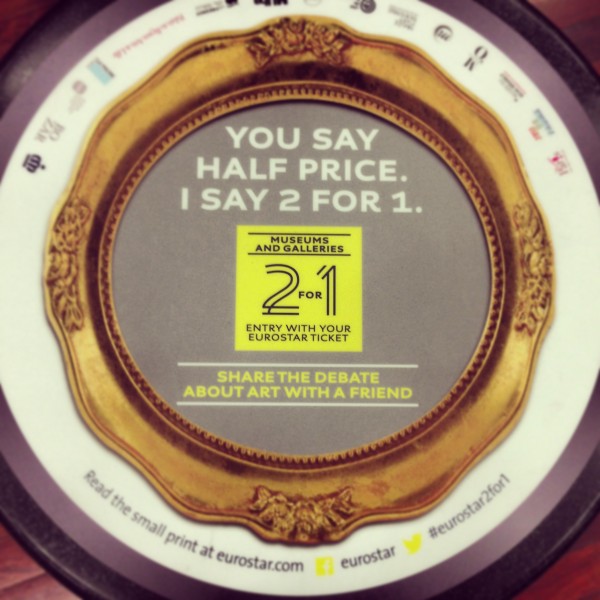 YOU SAY
HALF PRICE.
I SAY 2 FOR 1.
MUSEUMS
AND GALLERIES
2 FOR 1
ENTRY WITH YOUR
EUROSTAR TICKET
SHARE THE DEBATE
ABOUT ART WITH A FRIEND
Read the small print at eurostar.com eurostar #eurostar2for1